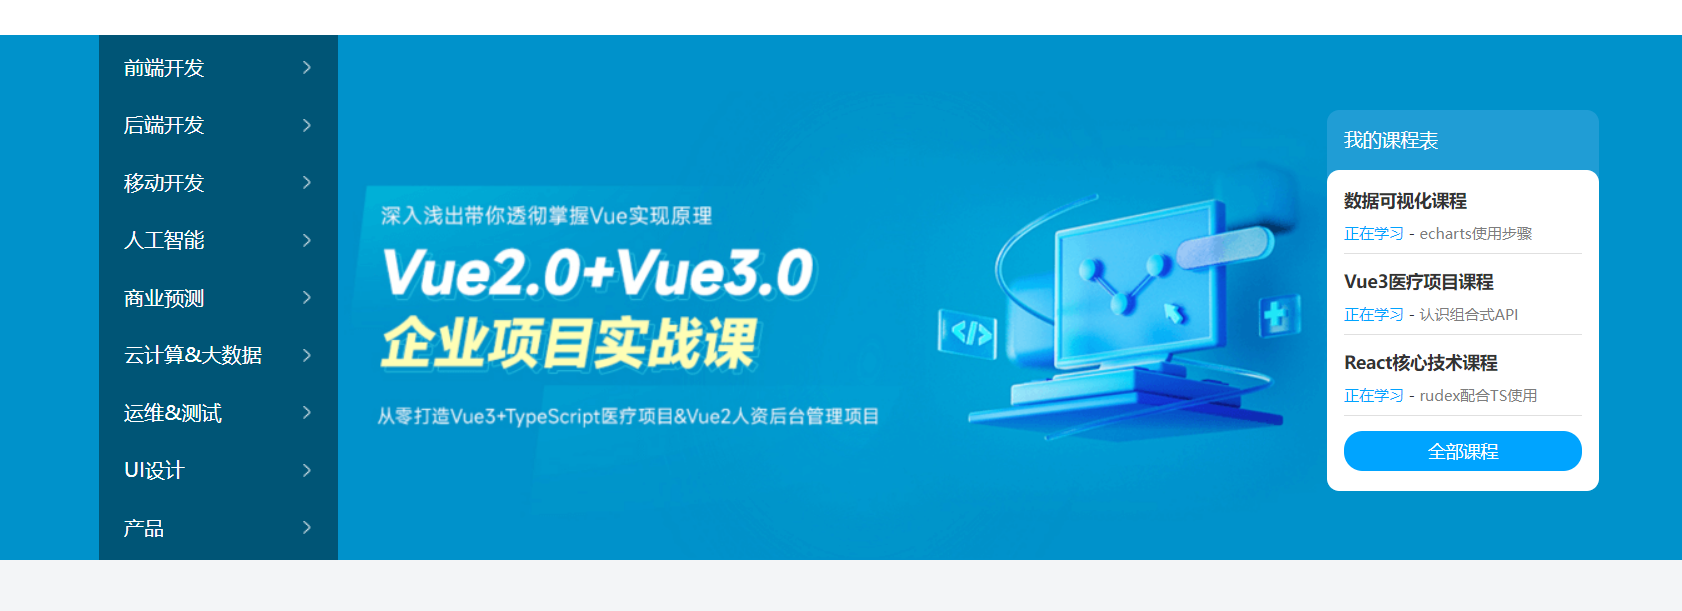 前端开发
后端开发
移动开发
人工智能
商业预测
云计算&大数据
运维&测试
UI设计
产品
深入浅出带你透彻掌握Vue实现原理
Vue2.0+Vue3.0
企业项目实战课
从零打造Vue3+TypeScript医疗项目&Vue2人资后台管理项目
</>
我的课程表
数据可视化课程
正在学习 - echarts使用步骤
Vue3医疗项目课程
正在学习 - 认识组合式API
React核心技术课程
正在学习 - rudex配合TS使用
全部课程